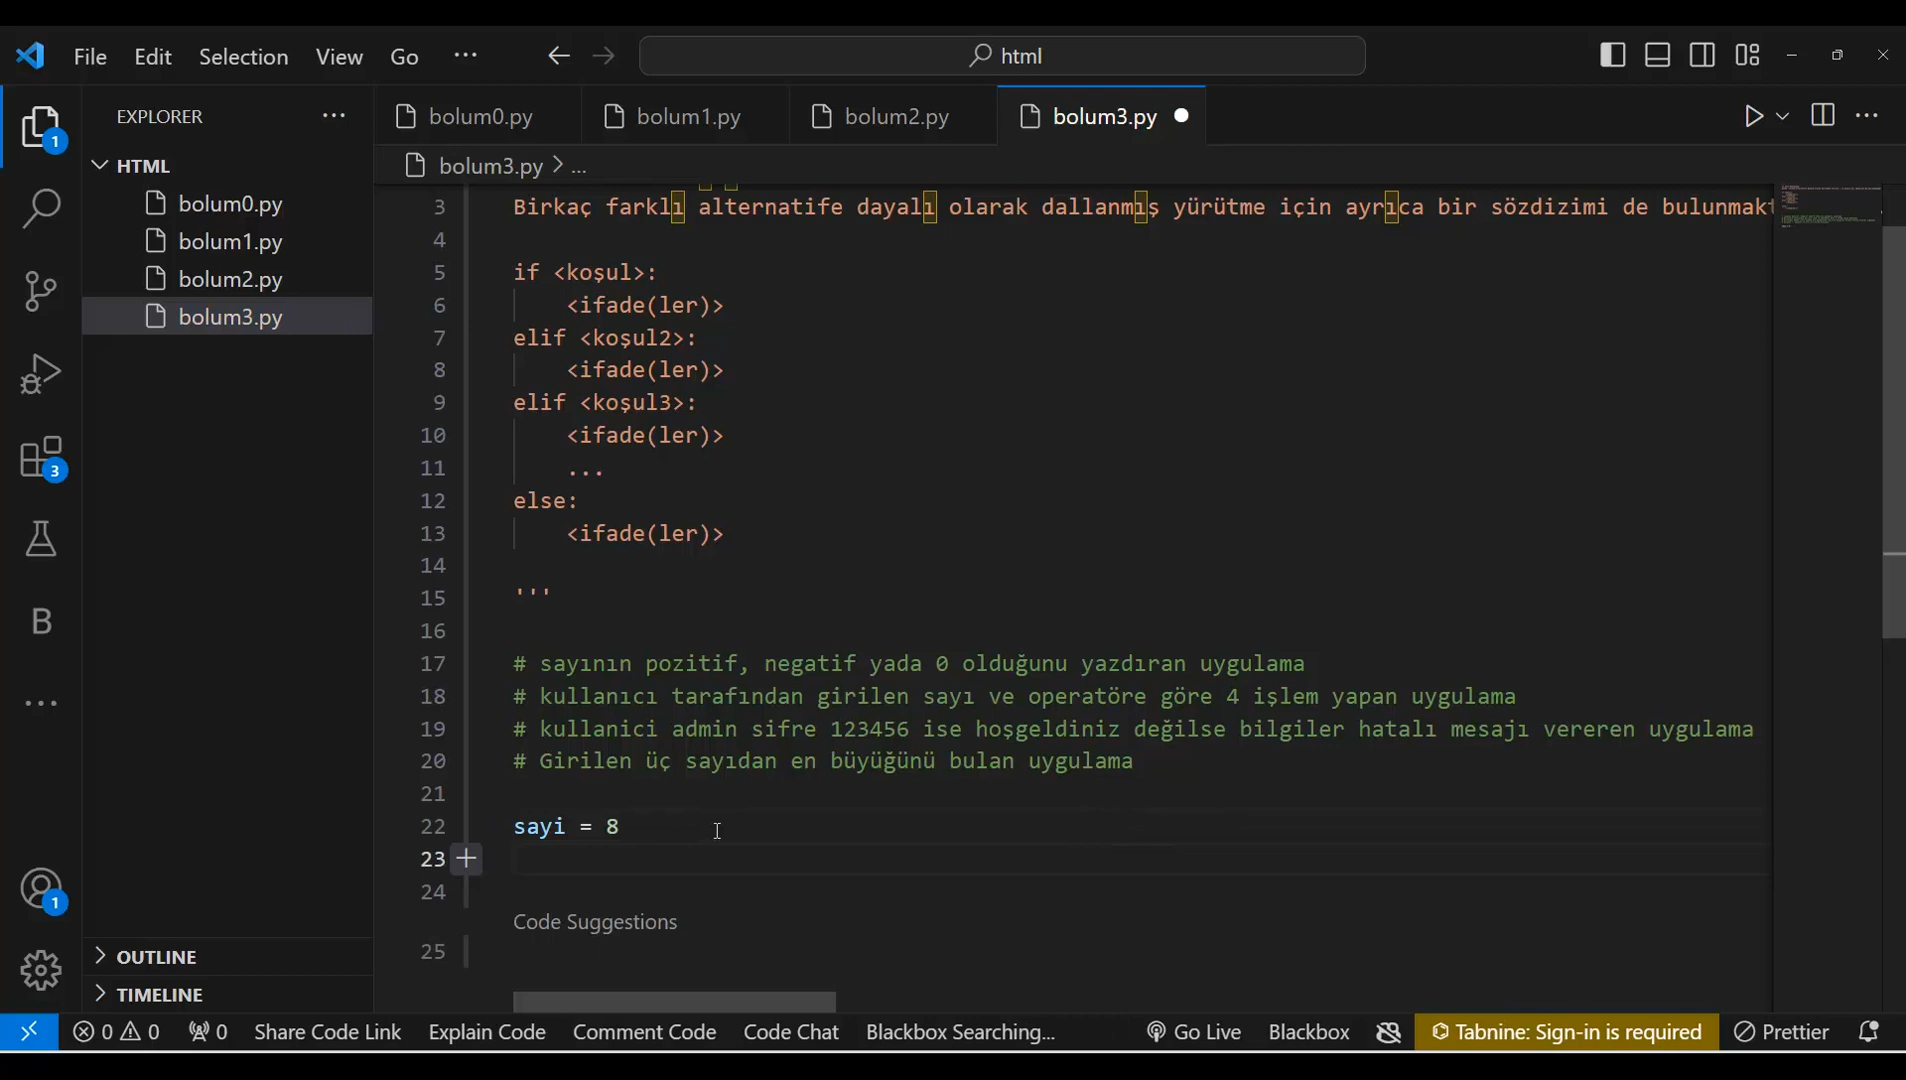 File Edit Selection View Go ... html
EXPLORER ...
HTML
bolum0.py
bolum1.py
bolum2.py
bolum3.py
OUTLINE
TIMELINE
1
3
B
...
1
bolum0.py bolum1.py bolum2.py bolum3.py
bolum3.py > ...
3 Birkaç farklı alternatife dayalı olarak dallanmış yürütme için ayrıca bir sözdizimi de
4
5 if <koşul>:
6 <ifade(ler)>
7 elif <koşul2>:
8 <ifade(ler)>
9 elif <koşul3>:
10 <ifade(ler)>
11 ...
12 else:
13 <ifade(ler)>
14
15 '''
16
17 # sayının pozitif, negatif yada 0 olduğunu yazdıran uygulama
18 # kullanıcı tarafından girilen sayı ve operatöre göre 4 işlem yapan uygulama
19 # kullanici admin sifre 123456 ise hoşgeldiniz değilse bilgiler hatalı mesajı vereren uygulama
20 # Girilen üç sayıdan en büyüğünü bulan uygulama
21
22 sayi = 8
23
24
Code Suggestions
25
0 0 0 Share Code Link Explain Code Comment Code Code Chat Blackbox Searching... Go Live Blackbox Tabnine: Sign-in is required Prettier